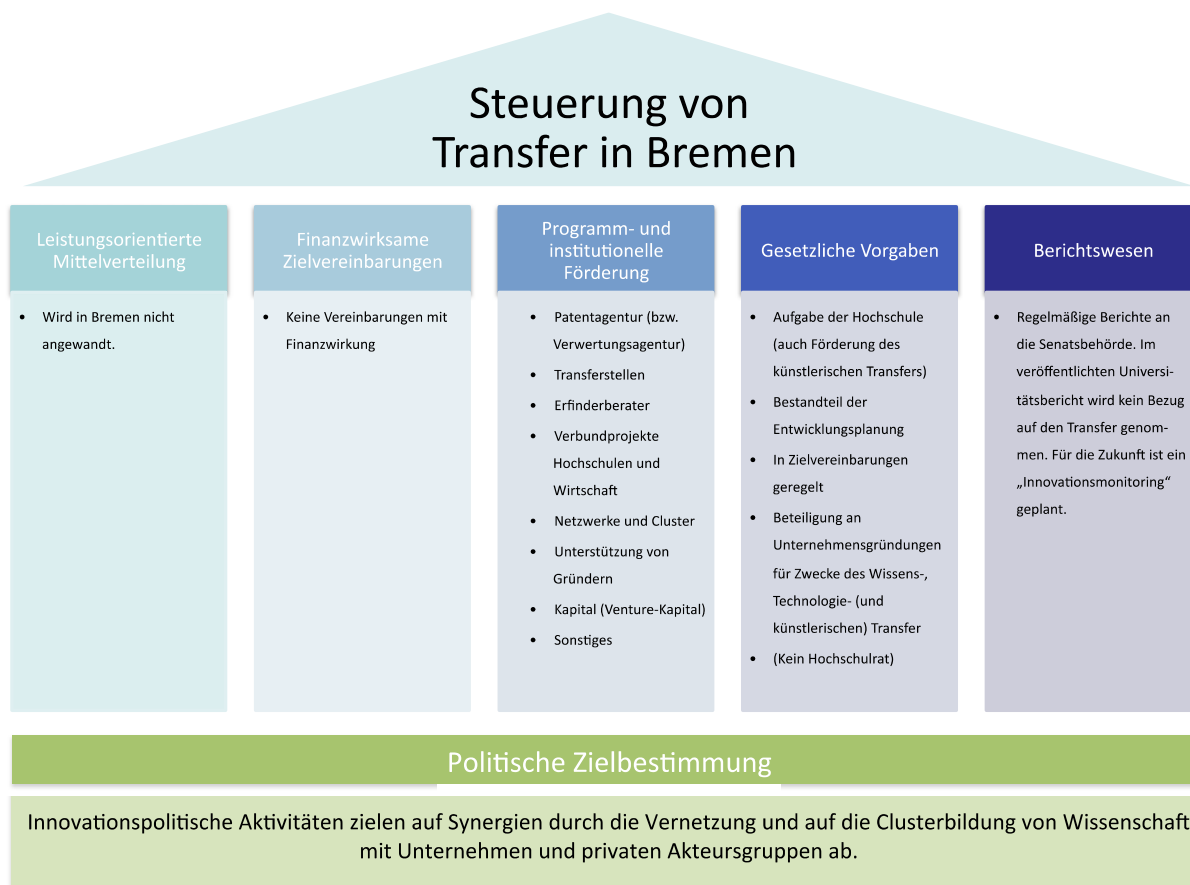 Steuerung von
Transfer in Bremen
Leistungsorientierte
Mittelverteilung
• Wird in Bremen nicht
angewandt.
Finanzwirksame
Zielvereinbarungen
• Keine Vereinbarungen mit
Finanzwirkung
Programm- und
institutionelle
Förderung
• Patentagentur (bzw.
Verwertungsagentur)
• Transferstellen
• Erfinderberater
• Verbundprojekte
Hochschulen und
Wirtschaft
• Netzwerke und Cluster
• Unterstützung von
Gründern
• Kapital (Venture-Kapital)
• Sonstiges
Gesetzliche Vorgaben
• Aufgabe der Hochschule
(auch Förderung des
künstlerischen Transfers)
• Bestandteil der
Entwicklungsplanung
• In Zielvereinbarungen
geregelt
• Beteiligung an
Unternehmensgründungen
für Zwecke des Wissens-,
Technologie- (und
künstlerischen) Transfer
• (Kein Hochschulrat)
Berichtswesen
• Regelmäßige Berichte an
die Senatsbehörde. Im
veröffentlichten Universi-
tätsbericht wird kein Bezug
auf den Transfer genom-
men. Für die Zukunft ist ein
„Innovationsmonitoring“
geplant.
Politische Zielbestimmung
Innovationspolitische Aktivitäten zielen auf Synergien durch die Vernetzung und auf die Clusterbildung von Wissenschaft
mit Unternehmen und privaten Akteursgruppen ab.